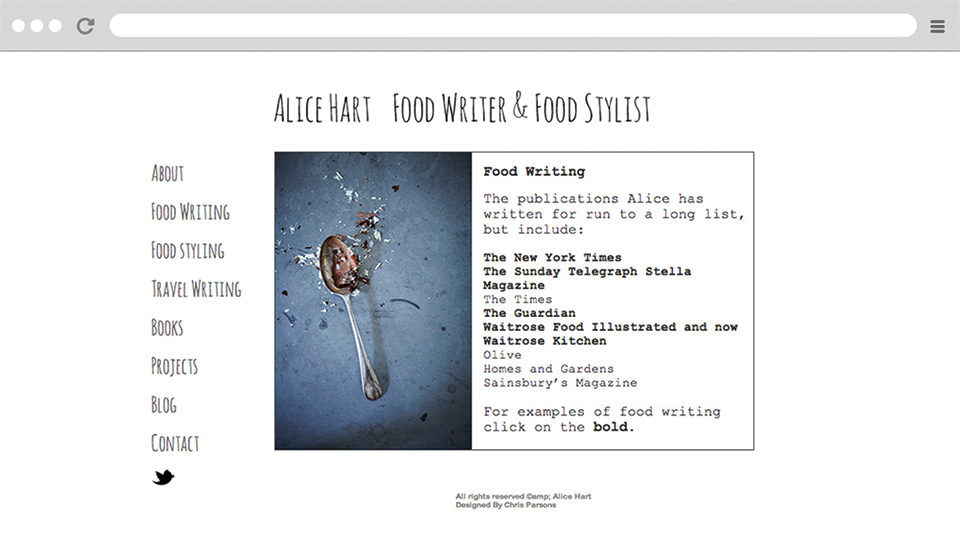 Alice Hart Food Writer & Food Stylist
About
Food Writing
Food styling
Travel Writing
Books
Projects
Blog
Contact
Food Writing
The publications Alice has
written for run to a long list,
but include:
The New York Times
The Sunday Telegraph Stella
Magazine
The Times
The Guardian
Waitrose Food Illustrated and now
Waitrose Kitchen
Olive
Homes and Gardens
Sainsbury's Magazine
For examples of food writing
click on the bold.
All rights reserved ©amp; Alice Hart
Designed By Chris Parsons